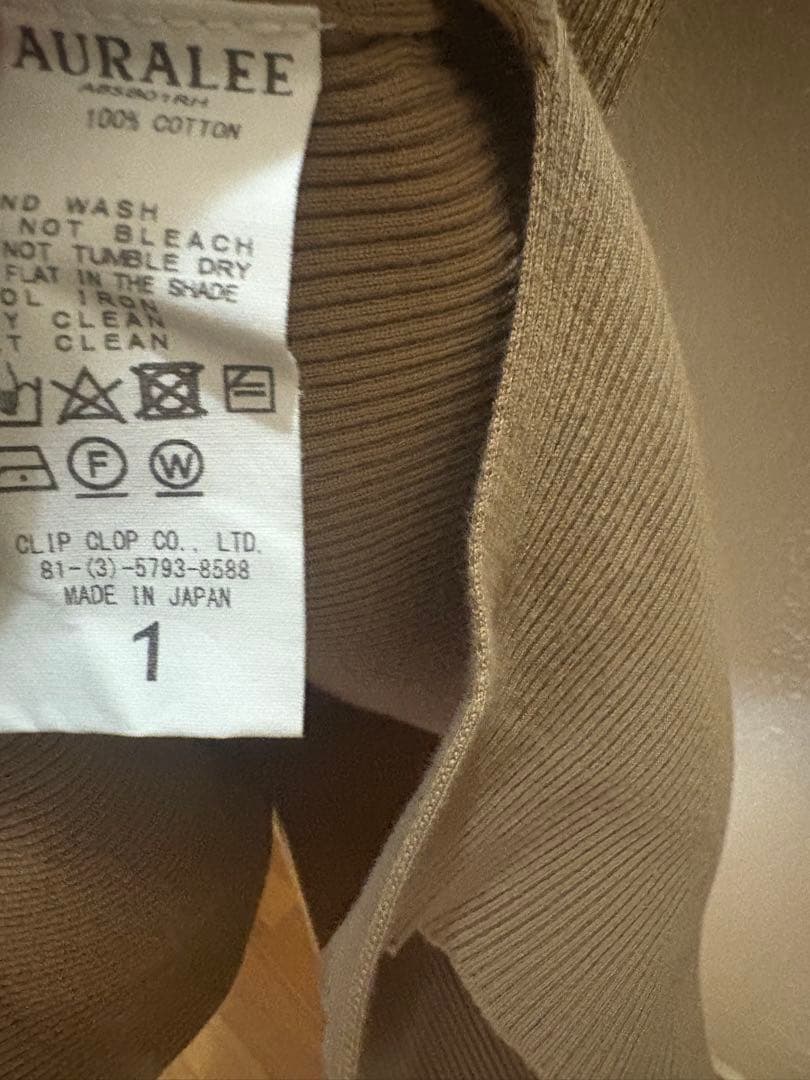 AURALEE
A8SB01RH
100% COTTON
ND WASH
NOT BLEACH
NOT TUMBLE DRY
FLAT IN THE SHADE
OL IRON
Y CLEAN
T CLEAN
F W
CLIP CLOP CO., LTD.
81-(3)-5793-8588
MADE IN JAPAN
1